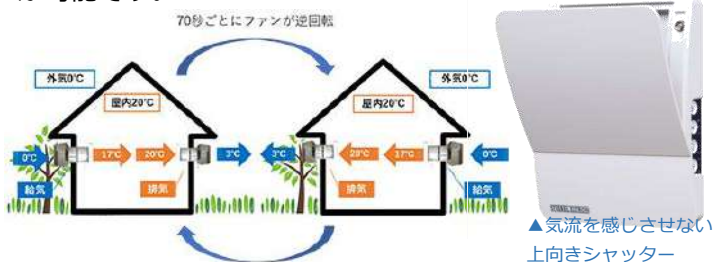 70秒ごとにファンが逆回転
外気0℃
屋内20℃
0℃
17℃
20℃
3℃
給気
排気
外気0℃
屋内20℃
3℃
20℃
17℃
0℃
排気
給気
▲気流を感じさせない
上向きシャッター